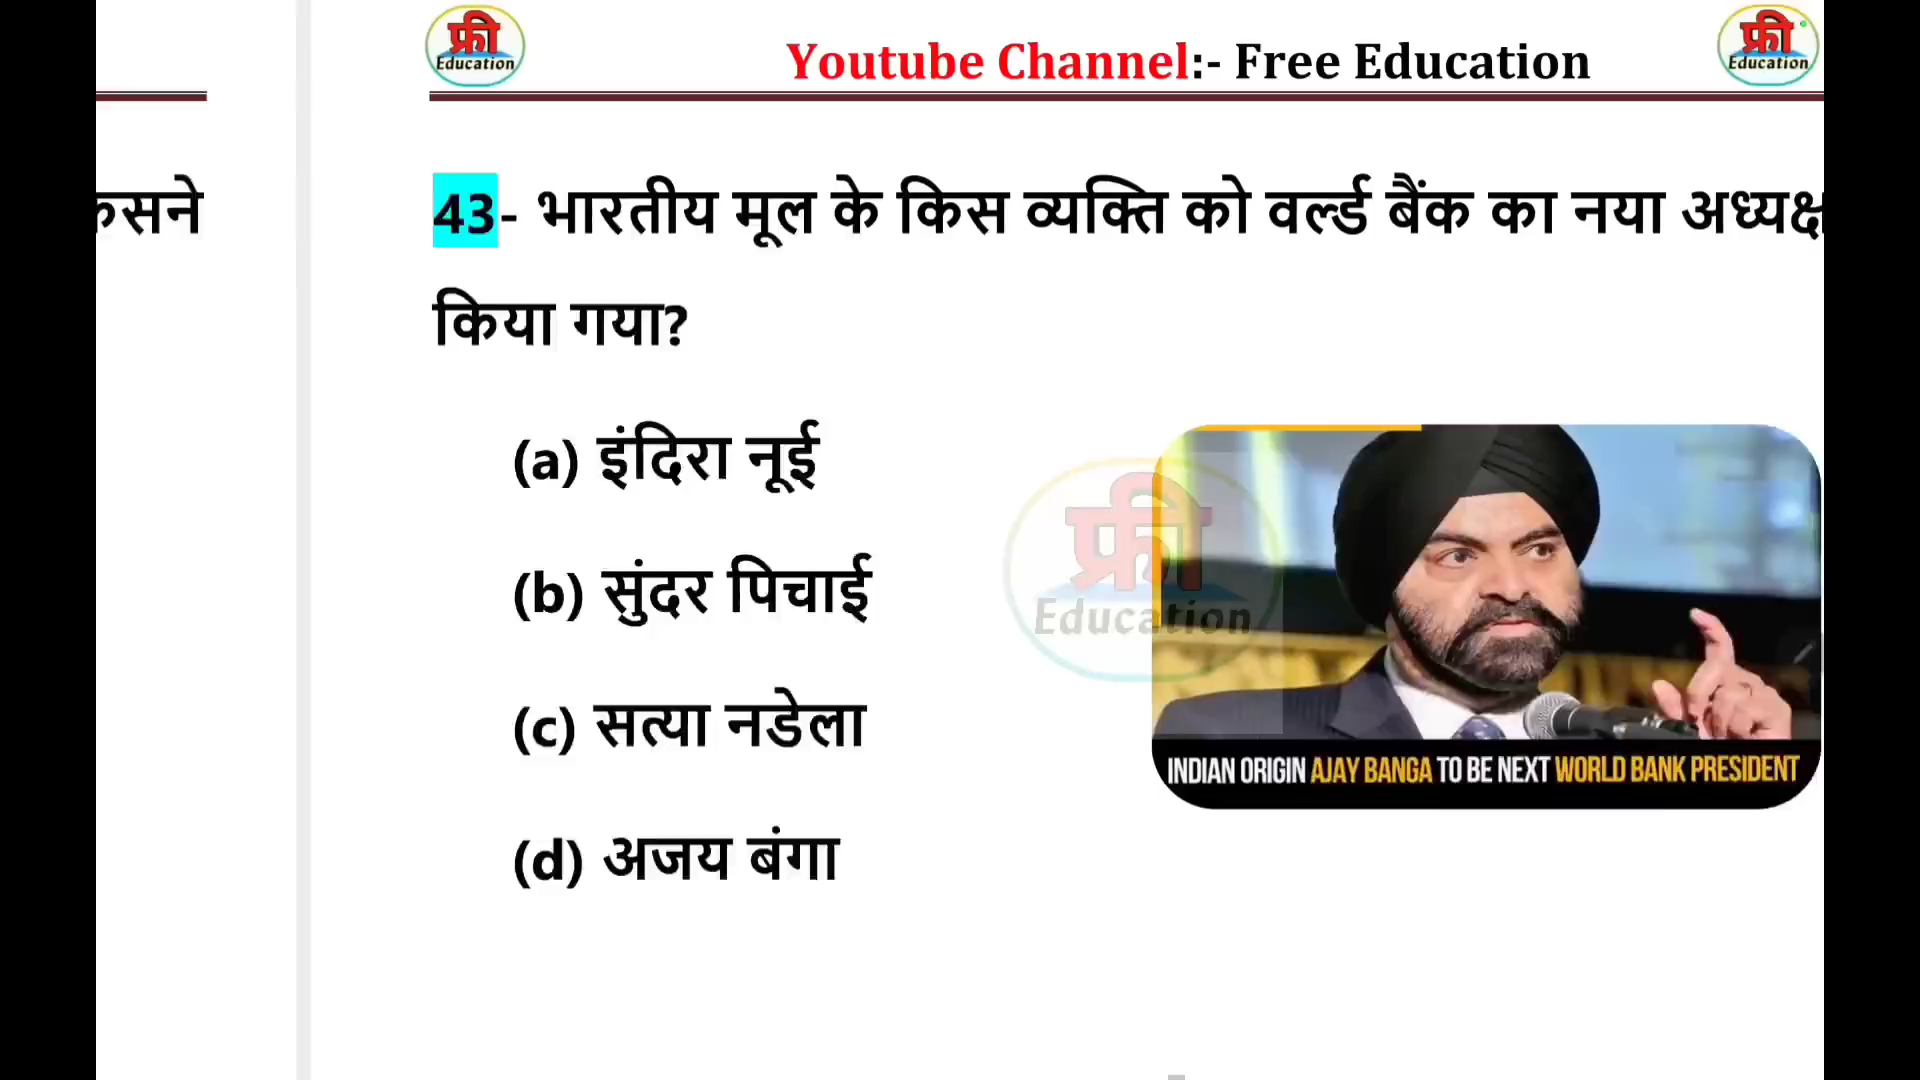 फ्री
Education
Youtube Channel:- Free Education
फ्री
Education
43- भारतीय मूल के किस व्यक्ति को वर्ल्ड बैंक का नया अध्यक्ष
किया गया?
(a) इंदिरा नूई
(b) सुंदर पिचाई
(c) सत्या नडेला
(d) अजय बंगा
फ्री
Education
INDIAN ORIGIN AJAY BANGA TO BE NEXT WORLD BANK PRESIDENT